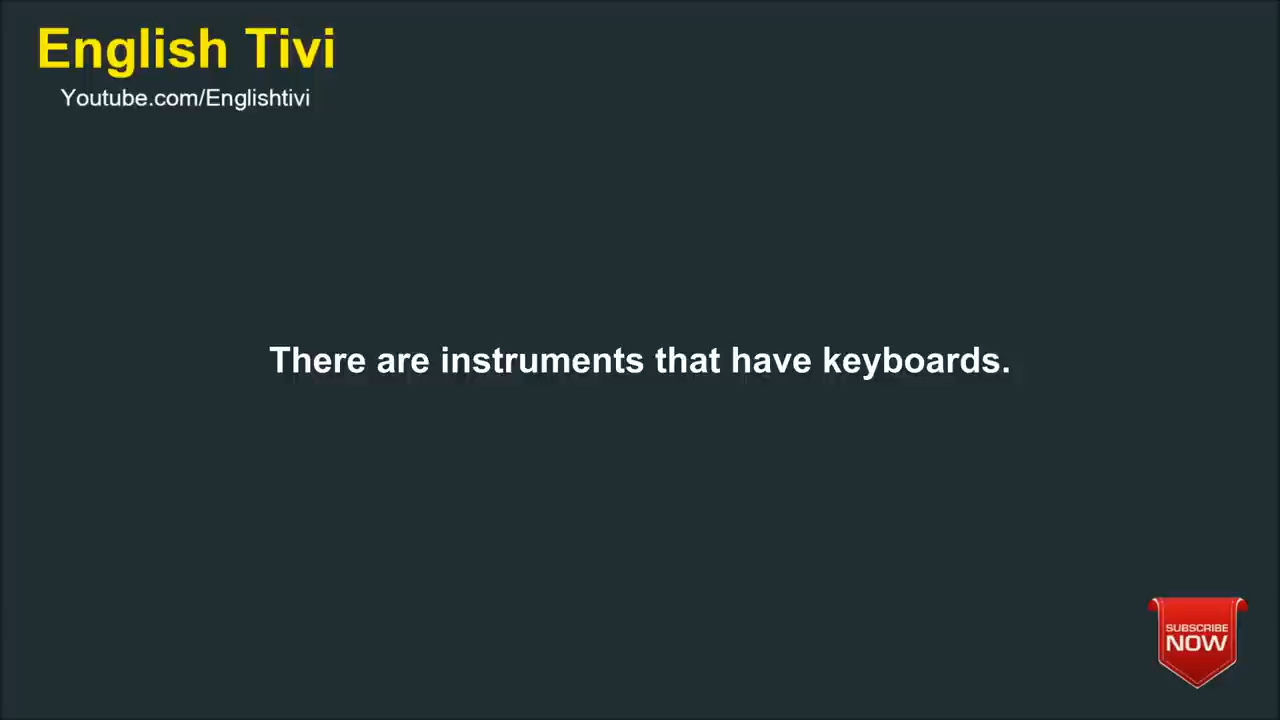 English Tivi
Youtube.com/Englishtivi
There are instruments that have keyboards.
SUBSCRIBE
NOW